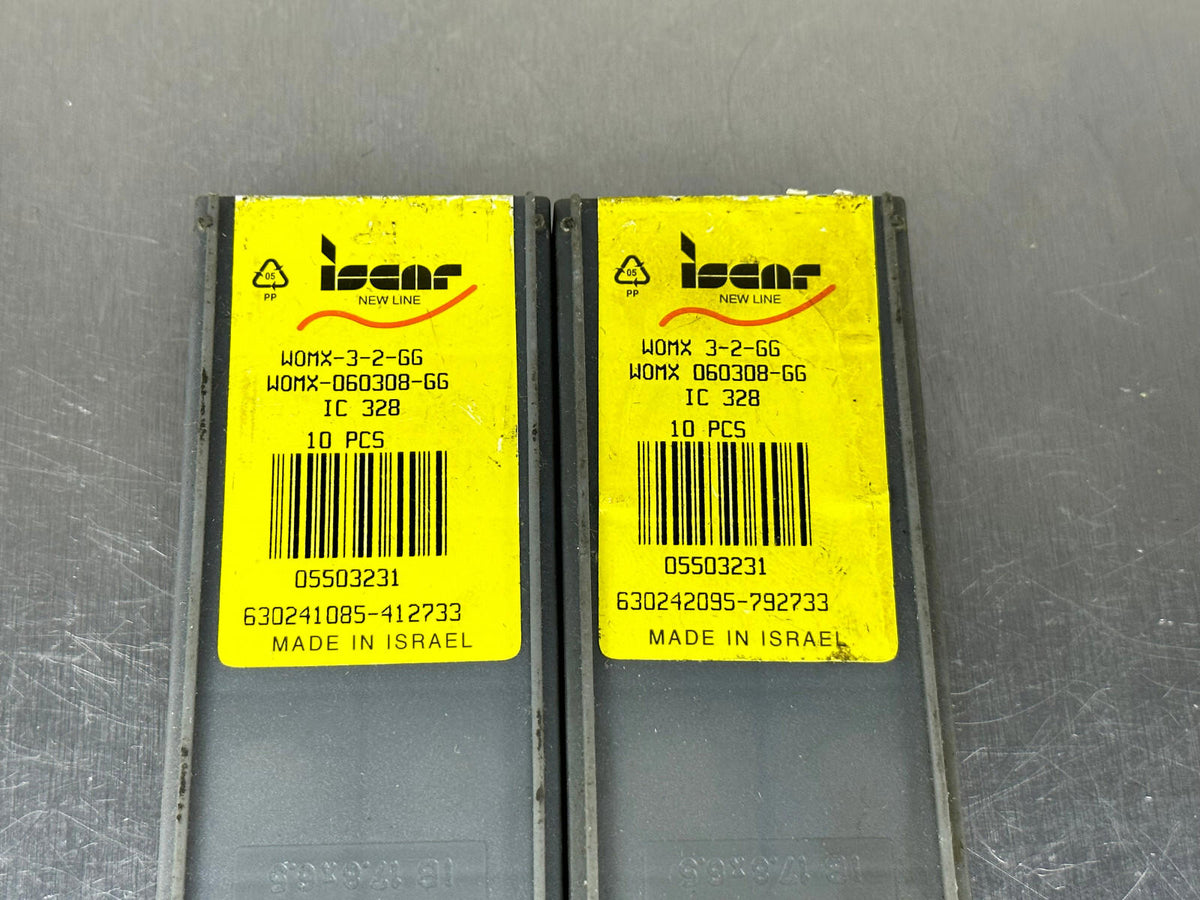 05
PP
iscar
NEW LINE
WOMX-3-2-GG
WOMX-060308-GG
IC 328
10 PCS
05503231
630241085-412733
MADE IN ISRAEL
05
PP
iscar
NEW LINE
WOMX 3-2-GG
WOMX 060308-GG
IC 328
10 PCS
05503231
630242095-792733
MADE IN ISRAEL